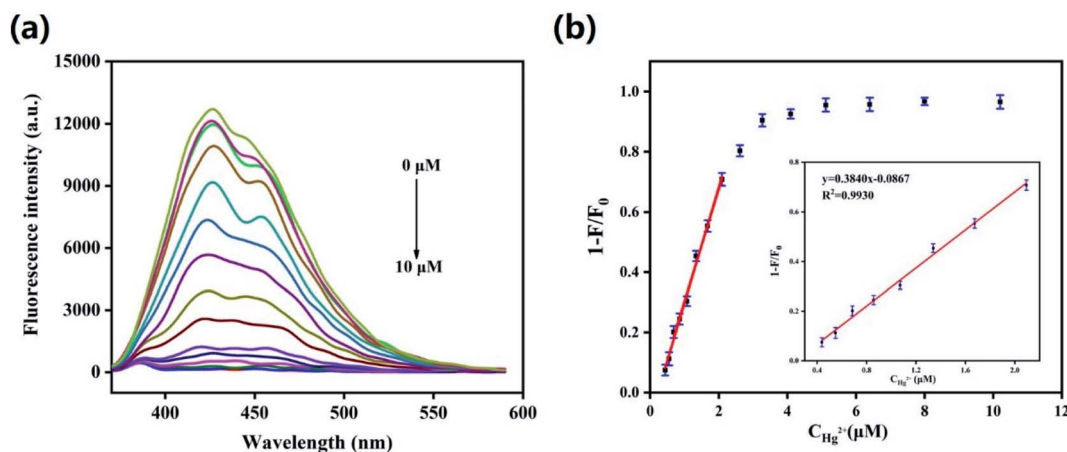 (a)
15000
12000
9000
6000
3000
0
Fluorescence intensity (a.u.)
0 μM
10 μM
400
450
500
550
600
Wavelength (nm)
(b)
1.0
0.8
0.6
0.4
0.2
0.0
1-F/F₀
0
2
4
6
8
10
12
C_Hg²⁺(μM)
y=0.3840x-0.0867
R²=0.9930
0.8
0.6
0.4
0.2
0.0
1-F/F₀
0.4
0.8
1.2
1.6
2.0
C_Hg²⁺ (μM)